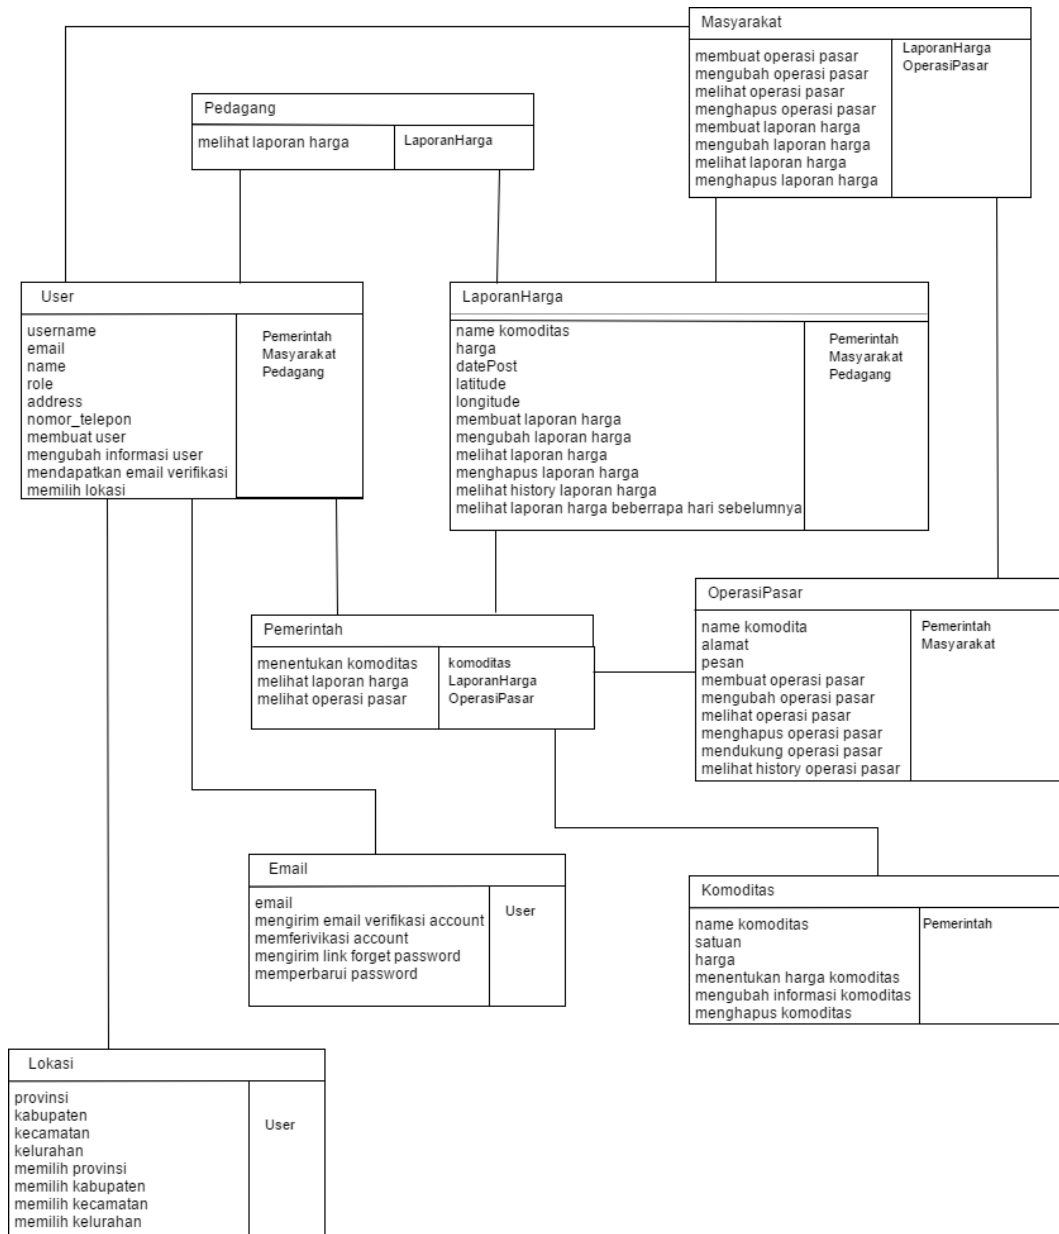 Masyarakat
membuat operasi pasar
mengubah operasi pasar
melihat operasi pasar
menghapus operasi pasar
membuat laporan harga
mengubah laporan harga
melihat laporan harga
menghapus laporan harga
LaporanHarga
OperasiPasar
Pedagang
melihat laporan harga
LaporanHarga
User
username
email
name
role
address
nomor_telepon
membuat user
mengubah informasi user
mendapatkan email verifikasi
memilih lokasi
Pemerintah
Masyarakat
Pedagang
LaporanHarga
name komoditas
harga
datePost
latitude
longitude
membuat laporan harga
mengubah laporan harga
melihat laporan harga
menghapus laporan harga
melihat history laporan harga
melihat laporan harga beberrapa hari sebelumnya
Pemerintah
Masyarakat
Pedagang
Pemerintah
menentukan komoditas
melihat laporan harga
melihat operasi pasar
komoditas
LaporanHarga
OperasiPasar
OperasiPasar
name komodita
alamat
pesan
membuat operasi pasar
mengubah operasi pasar
melihat operasi pasar
menghapus operasi pasar
mendukung operasi pasar
melihat history operasi pasar
Pemerintah
Masyarakat
Email
email
mengirim email verifikasi account
memferivikasi account
mengirim link forget password
memperbarui password
User
Komoditas
name komoditas
satuan
harga
menentukan harga komoditas
mengubah informasi komoditas
menghapus komoditas
Pemerintah
Lokasi
provinsi
kabupaten
kecamatan
kelurahan
memilih provinsi
memilih kabupaten
memilih kecamatan
memilih kelurahan
User